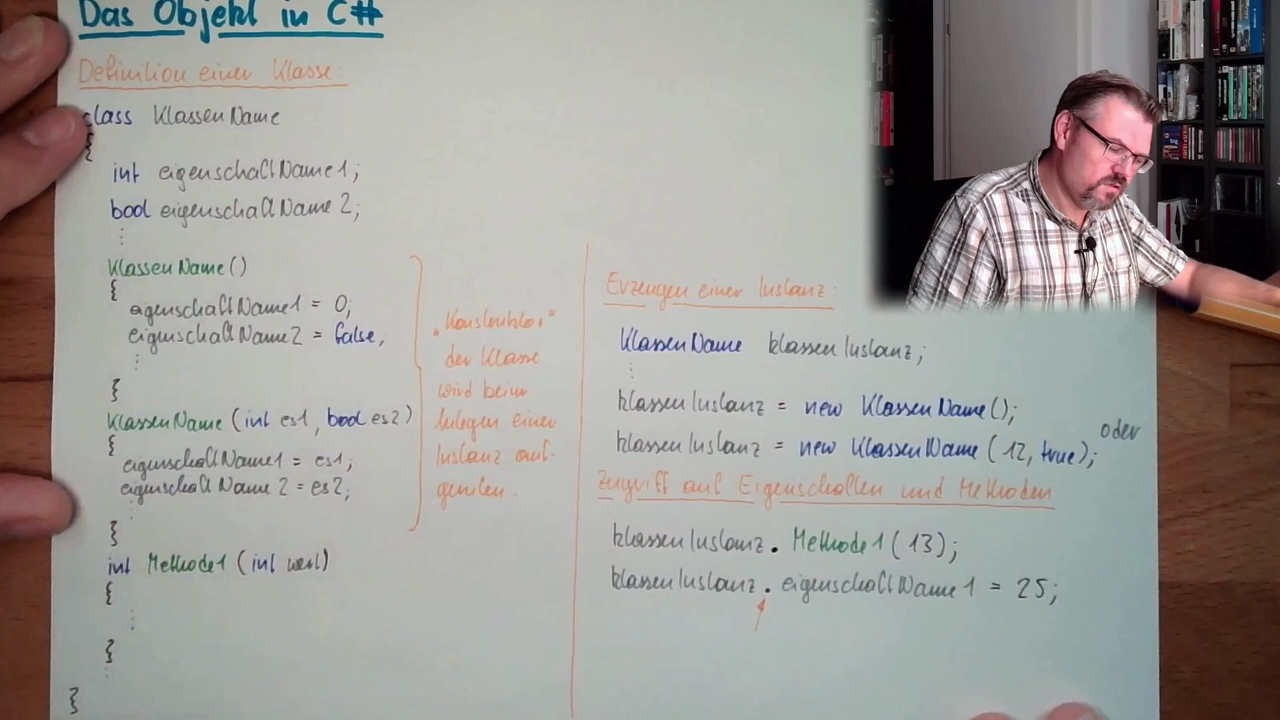 Das Objekt in C#
Definition einer Klasse:
class KlassenName
{
int eigenschaftName1;
bool eigenschaftName2;
⋮
KlassenName()
{
eigenschaftName1 = 0;
eigenschaftName2 = false;
⋮
}
KlassenName(int es1, bool es2)
{
eigenschaftName1 = es1;
eigenschaftName2 = es2;
⋮
}
int Methode1(int wert)
{
⋮
}
⋮
}
„Konstruktor"
der Klasse
wird beim
Anlegen einer
Instanz auf-
gerufen.
Erzeugen einer Instanz:
KlassenName klassenInstanz;
⋮
klassenInstanz = new KlassenName();
oder
klassenInstanz = new KlassenName(12, true);
Zugriff auf Eigenschaften und Methoden
klassenInstanz.Methode1(13);
klassenInstanz.eigenschaftName1 = 25;